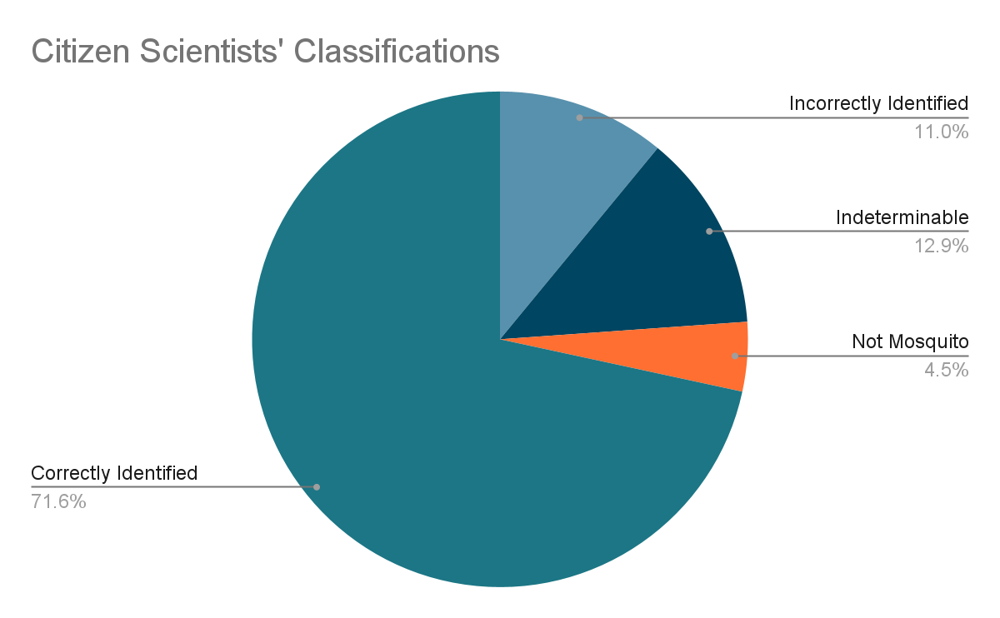 Citizen Scientists' Classifications
Incorrectly Identified
11.0%
Indeterminable
12.9%
Not Mosquito
4.5%
Correctly Identified
71.6%